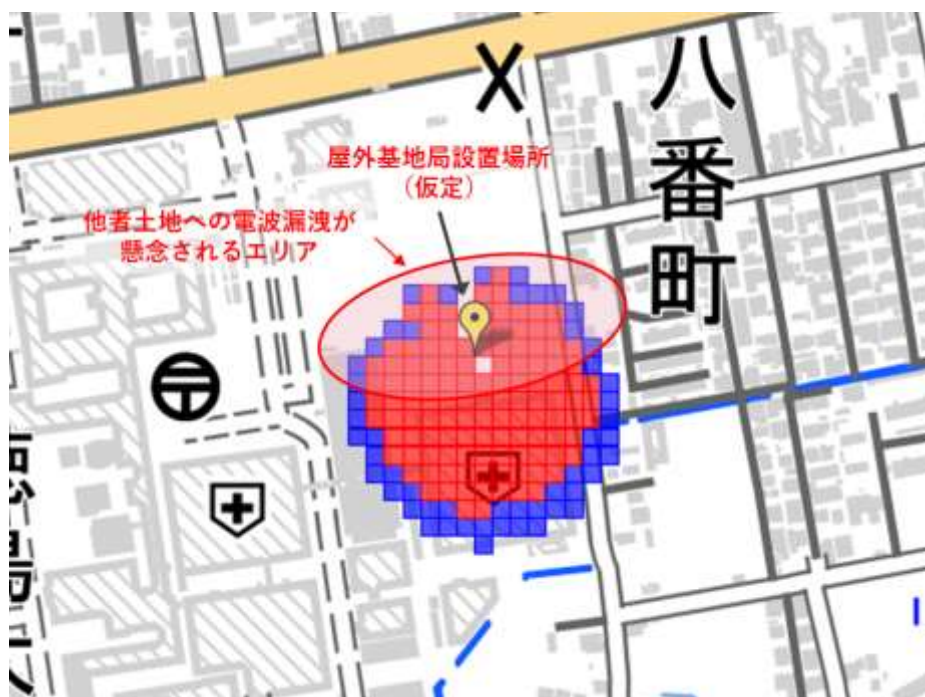 八番町
屋外基地局設置場所
(仮定)
他者土地への電波漏洩が
懸念されるエリア